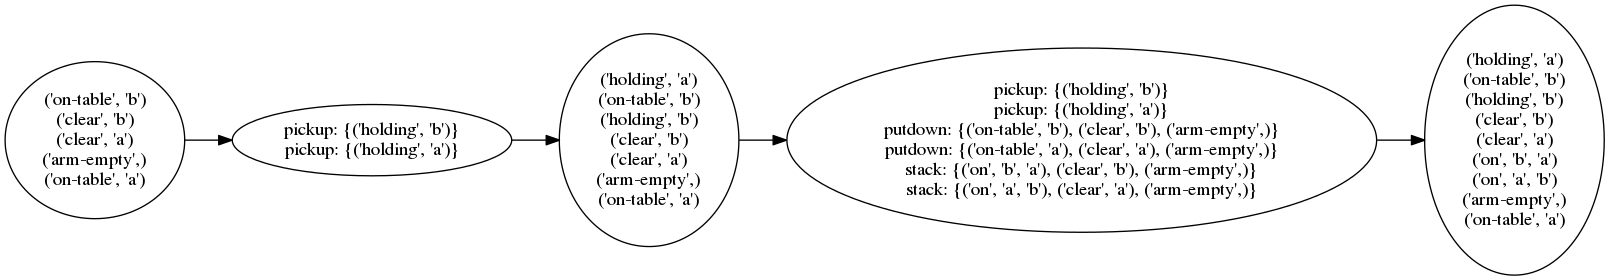 ('on-table', 'b')
('clear', 'b')
('clear', 'a')
('arm-empty',)
('on-table', 'a')
pickup: {('holding', 'b')}
pickup: {('holding', 'a')}
('holding', 'a')
('on-table', 'b')
('holding', 'b')
('clear', 'b')
('clear', 'a')
('arm-empty',)
('on-table', 'a')
pickup: {('holding', 'b')}
pickup: {('holding', 'a')}
putdown: {('on-table', 'b'), ('clear', 'b'), ('arm-empty',)}
putdown: {('on-table', 'a'), ('clear', 'a'), ('arm-empty',)}
stack: {('on', 'b', 'a'), ('clear', 'b'), ('arm-empty',)}
stack: {('on', 'a', 'b'), ('clear', 'a'), ('arm-empty',)}
('holding', 'a')
('on-table', 'b')
('holding', 'b')
('clear', 'b')
('clear', 'a')
('on', 'b', 'a')
('on', 'a', 'b')
('arm-empty',)
('on-table', 'a')